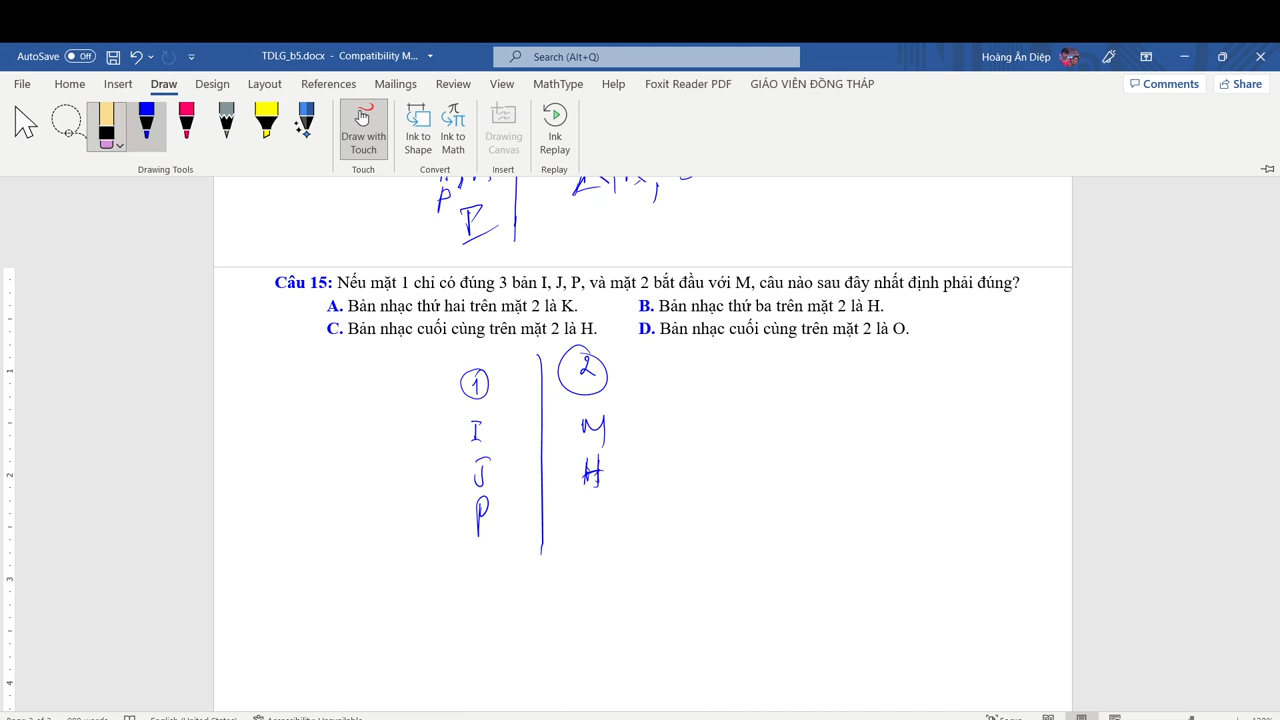 AutoSave Off TDLG_b5.docx - Compatibility M... Search (Alt+Q) Hoàng Ân Diệp
File Home Insert Draw Design Layout References Mailings Review View MathType Help Foxit Reader PDF GIÁO VIÊN ĐỒNG THÁP Comments Share
Draw with Touch Ink to Shape Ink to Math Drawing Canvas Ink Replay
Drawing Tools Touch Convert Insert Replay
P
Câu 15: Nếu mặt 1 chỉ có đúng 3 bản I, J, P, và mặt 2 bắt đầu với M, câu nào sau đây nhất định phải đúng?
A. Bản nhạc thứ hai trên mặt 2 là K. B. Bản nhạc thứ ba trên mặt 2 là H.
C. Bản nhạc cuối cùng trên mặt 2 là H. D. Bản nhạc cuối cùng trên mặt 2 là O.
1 2
I M
J H
P